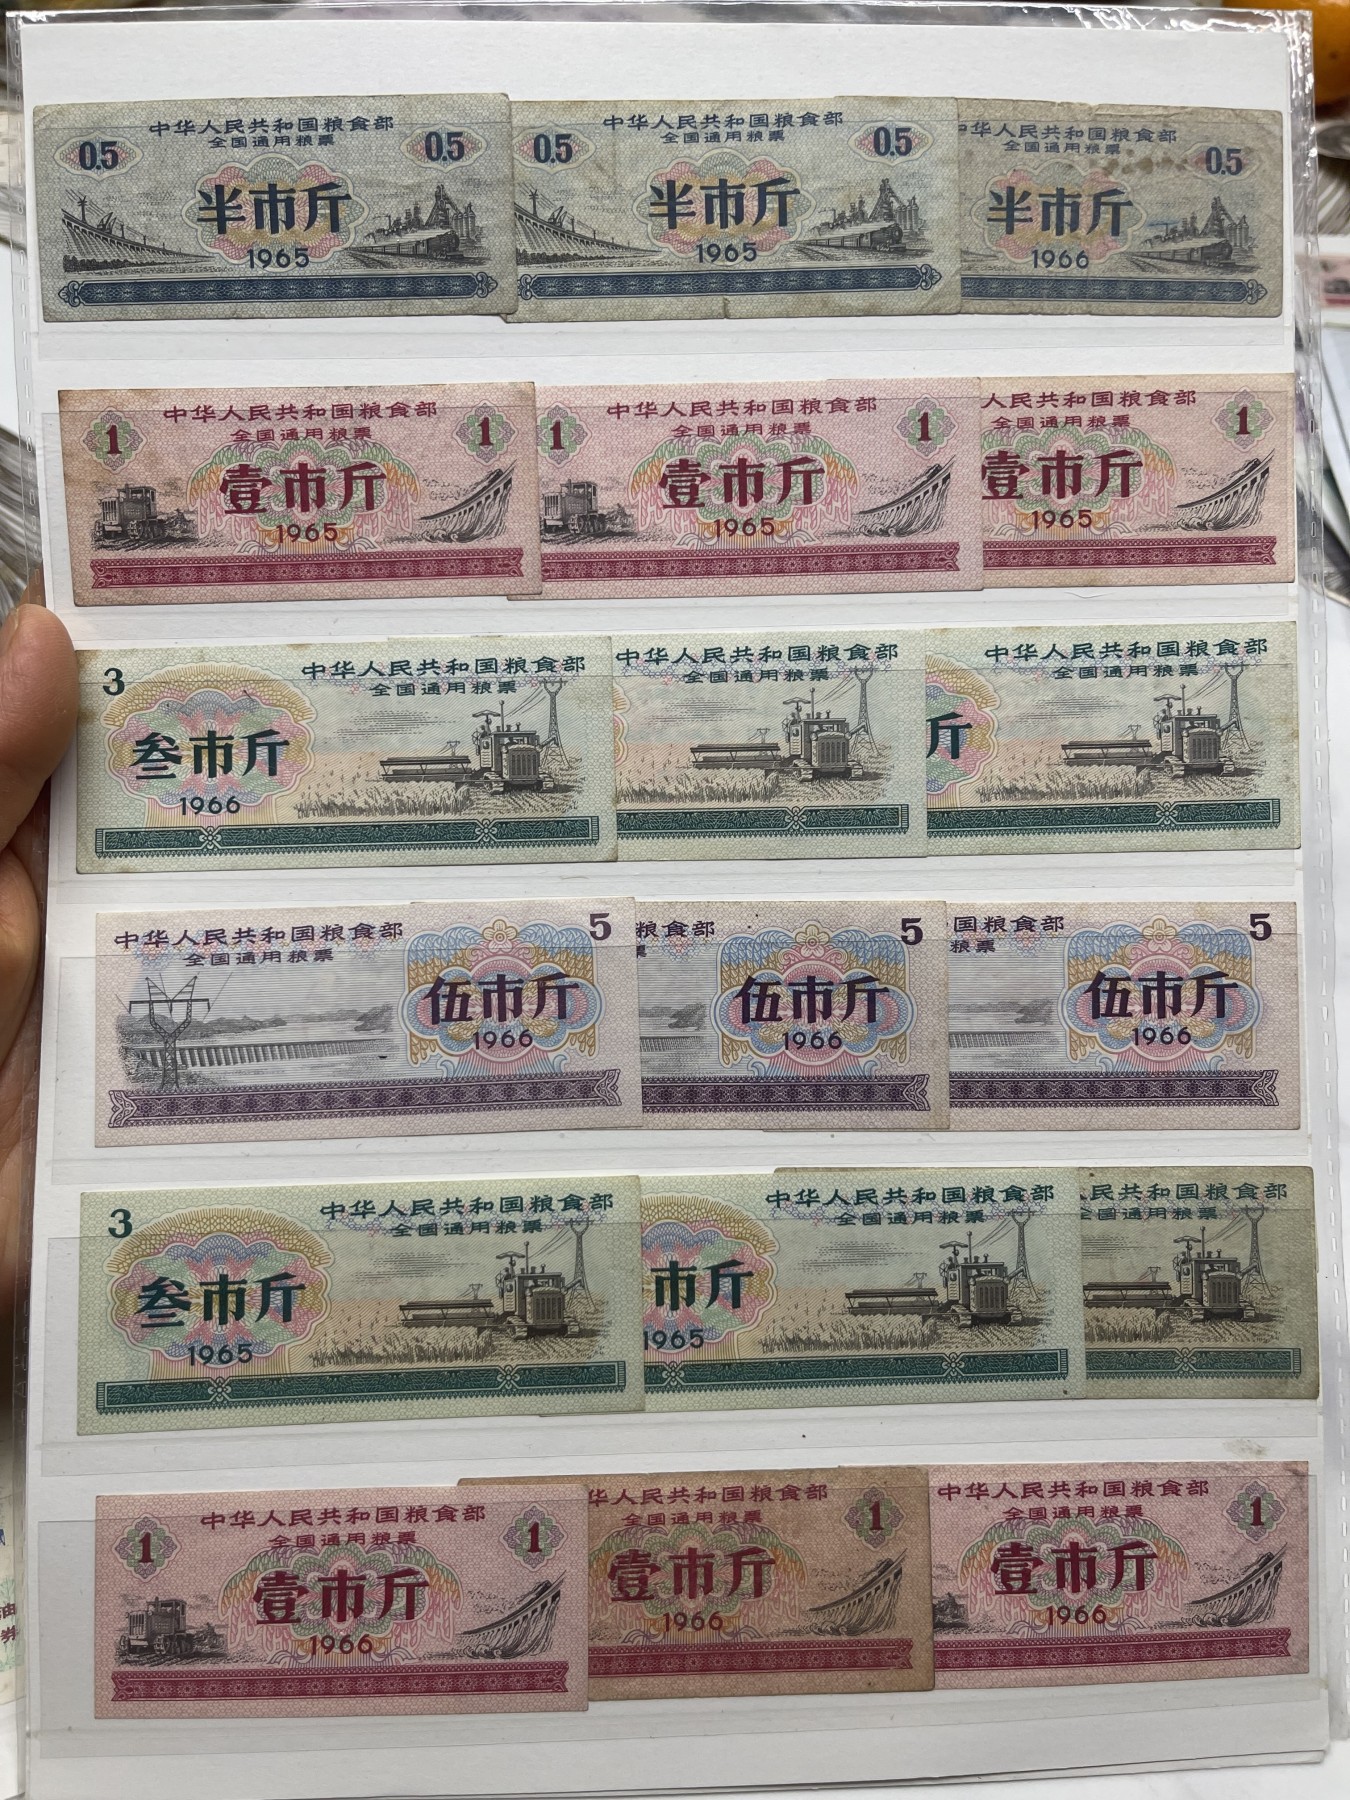 中华人民共和国粮食部
全国通用粮票
0.5 0.5
半市斤
1965
中华人民共和国粮食部
全国通用粮票
0.5 0.5
半市斤
1965
中华人民共和国粮食部
全国通用粮票
0.5
半市斤
1966
中华人民共和国粮食部
全国通用粮票
1 1
壹市斤
1965
中华人民共和国粮食部
全国通用粮票
1 1
壹市斤
1965
人民共和国粮食部
全国通用粮票
1
壹市斤
1965
3
中华人民共和国粮食部
全国通用粮票
叁市斤
1966
中华人民共和国粮食部
全国通用粮票
中华人民共和国粮食部
全国通用粮票
斤
中华人民共和国粮食部
全国通用粮票
5
伍市斤
1966
粮食部
票
5
伍市斤
1966
国粮食部
粮票
5
伍市斤
1966
3
中华人民共和国粮食部
全国通用粮票
叁市斤
1965
中华人民共和国粮食部
全国通用粮票
市斤
1965
民共和国粮食部
全国通用粮票
中华人民共和国粮食部
全国通用粮票
1 1
壹市斤
1966
华人民共和国粮食部
全国通用粮票
1
壹市斤
1966
中华人民共和国粮食部
全国通用粮票
1
壹市斤
1966
油
券